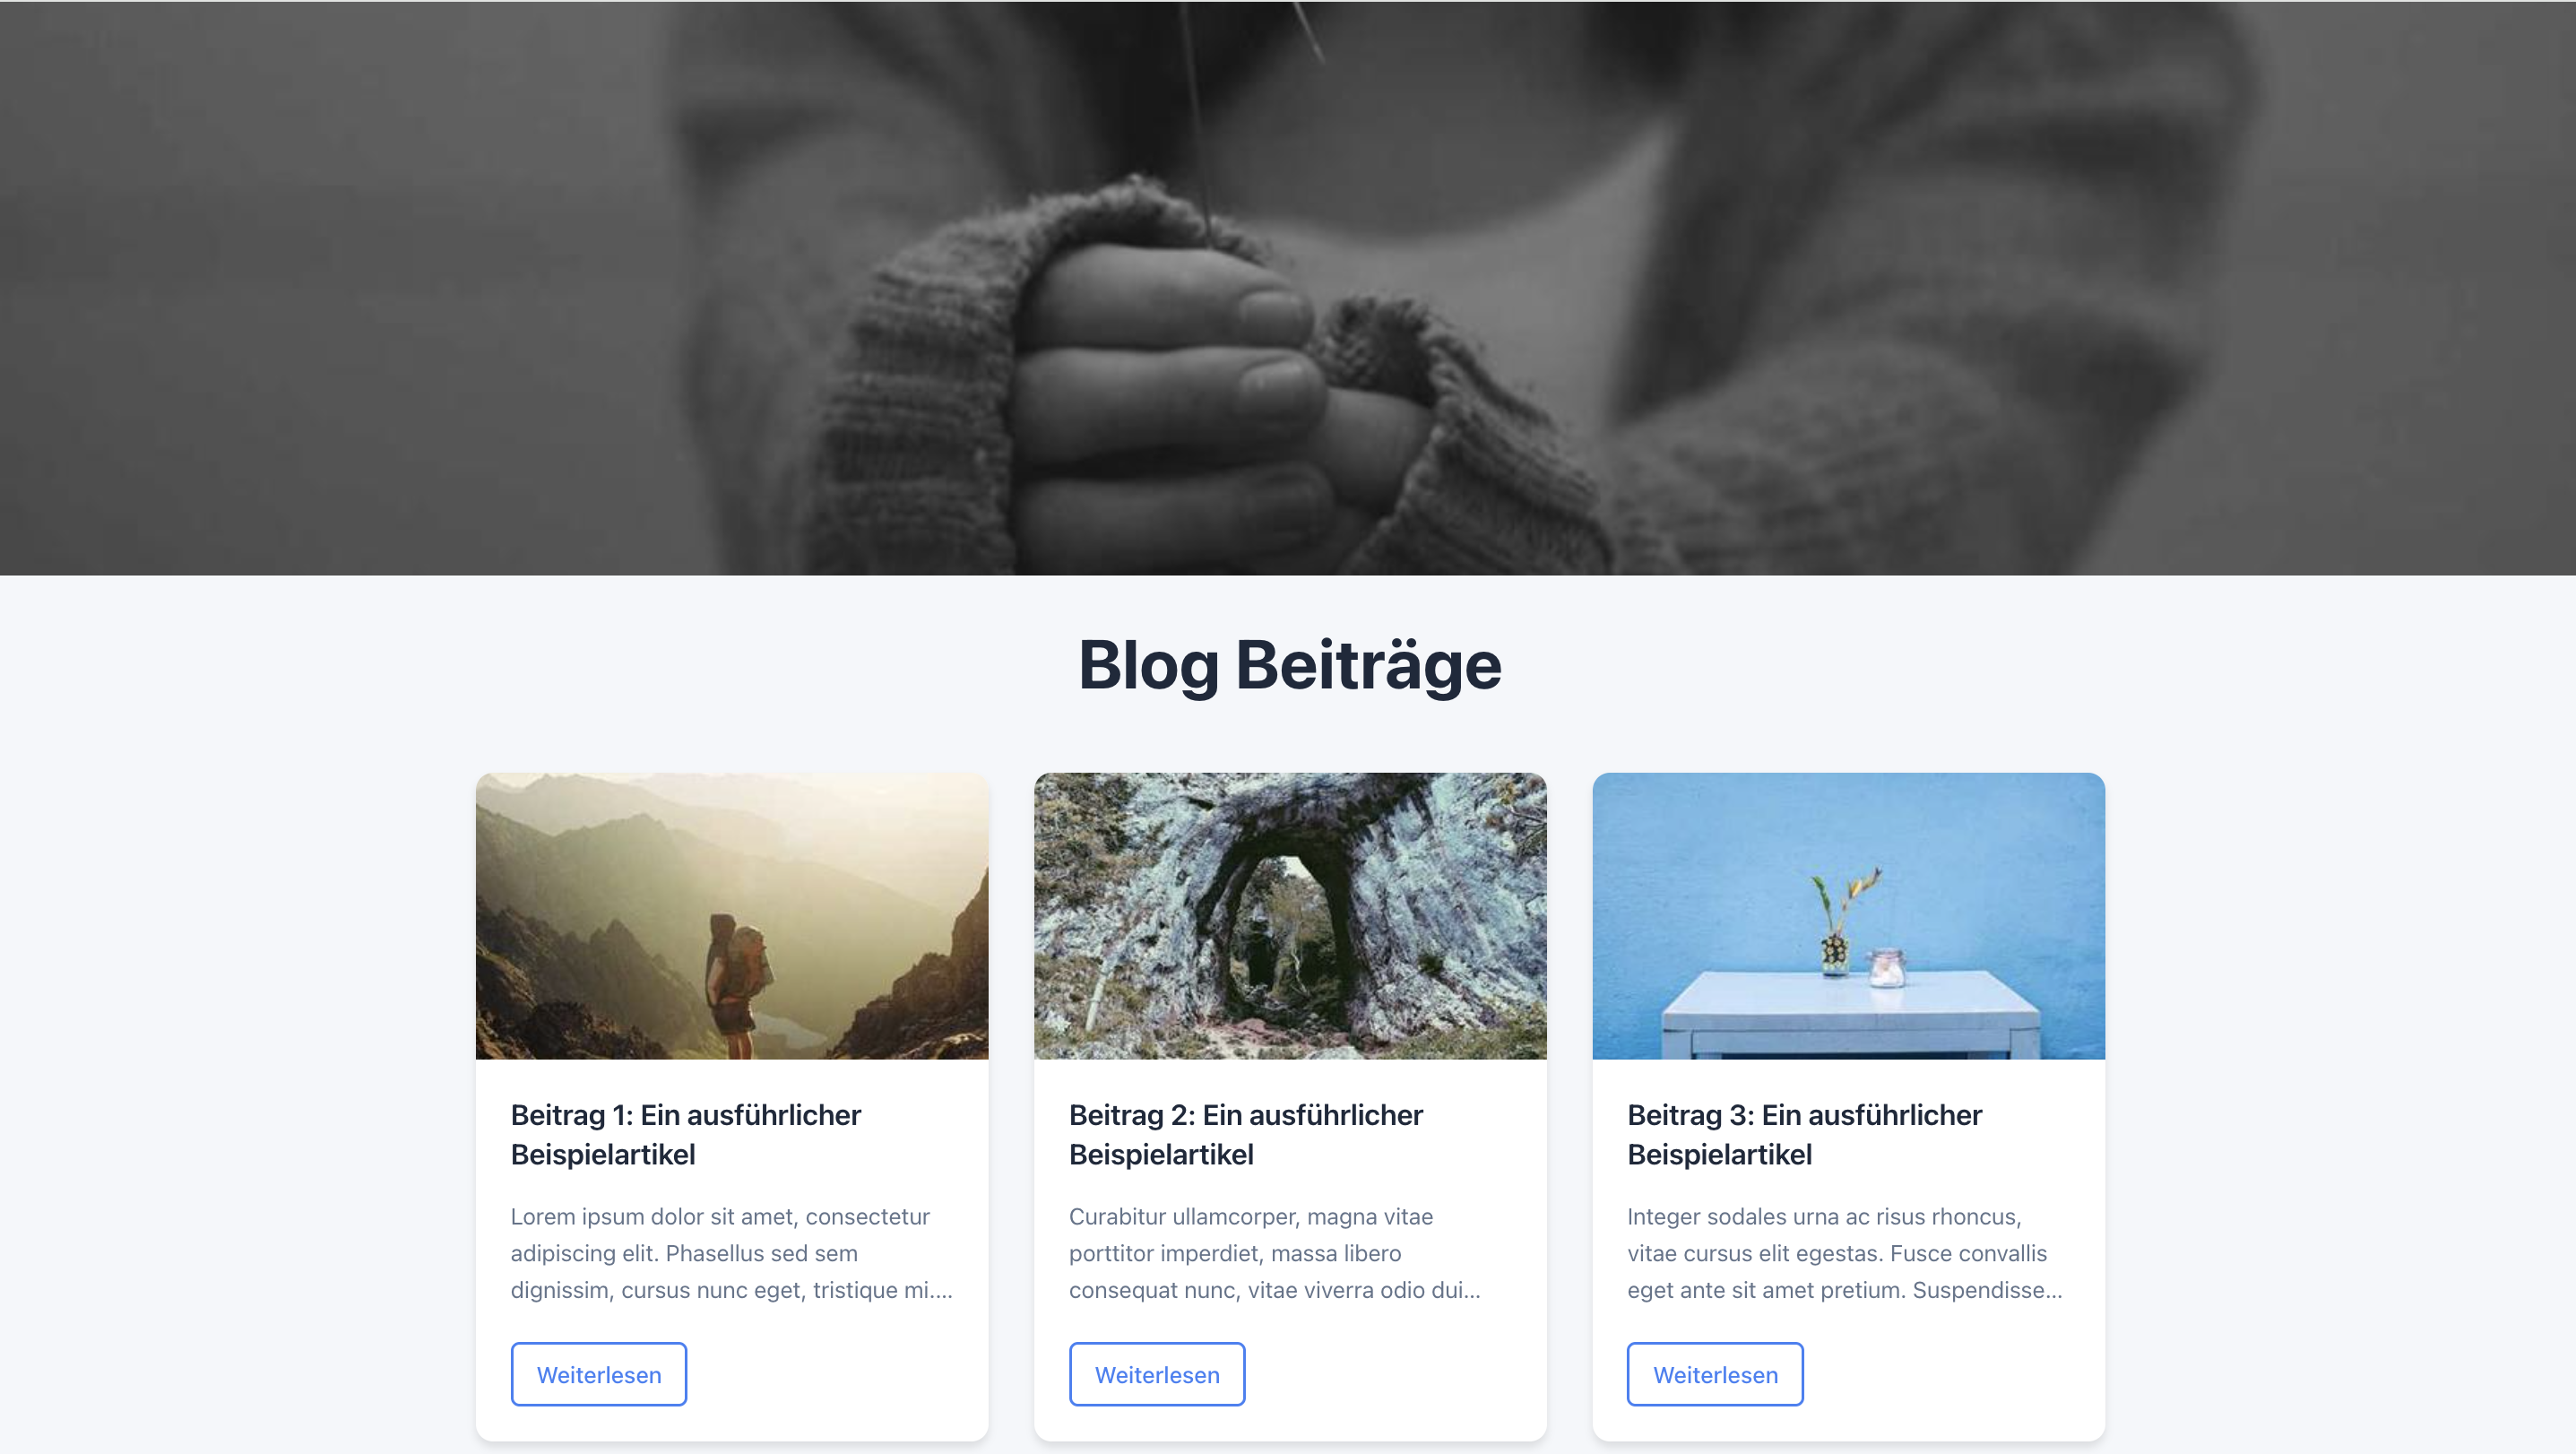 Blog Beiträge
Beitrag 1: Ein ausführlicher
Beispielartikel
Lorem ipsum dolor sit amet, consectetur
adipiscing elit. Phasellus sed sem
dignissim, cursus nunc eget, tristique mi....
Weiterlesen
Beitrag 2: Ein ausführlicher
Beispielartikel
Curabitur ullamcorper, magna vitae
porttitor imperdiet, massa libero
consequat nunc, vitae viverra odio dui...
Weiterlesen
Beitrag 3: Ein ausführlicher
Beispielartikel
Integer sodales urna ac risus rhoncus,
vitae cursus elit egestas. Fusce convallis
eget ante sit amet pretium. Suspendisse...
Weiterlesen